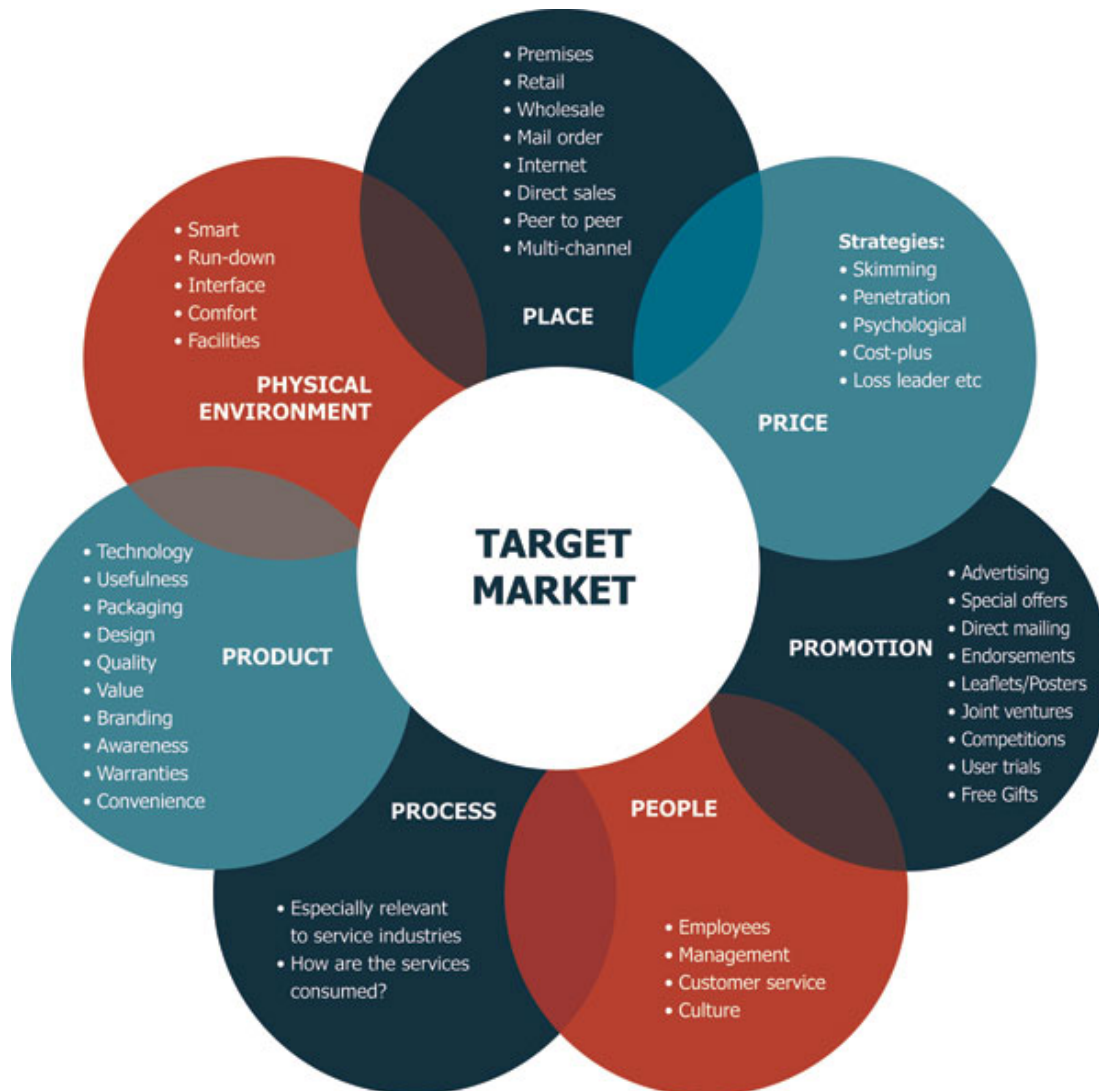 • Premises
• Retail
• Wholesale
• Mail order
• Internet
• Direct sales
• Peer to peer
• Multi-channel
PLACE
Strategies:
• Skimming
• Penetration
• Psychological
• Cost-plus
• Loss leader etc
PRICE
• Advertising
• Special offers
• Direct mailing
• Endorsements
• Leaflets/Posters
• Joint ventures
• Competitions
• User trials
• Free Gifts
PROMOTION
PEOPLE
• Employees
• Management
• Customer service
• Culture
PROCESS
• Especially relevant
to service industries
• How are the services
consumed?
• Technology
• Usefulness
• Packaging
• Design
• Quality
• Value
• Branding
• Awareness
• Warranties
• Convenience
PRODUCT
• Smart
• Run-down
• Interface
• Comfort
• Facilities
PHYSICAL
ENVIRONMENT
TARGET
MARKET